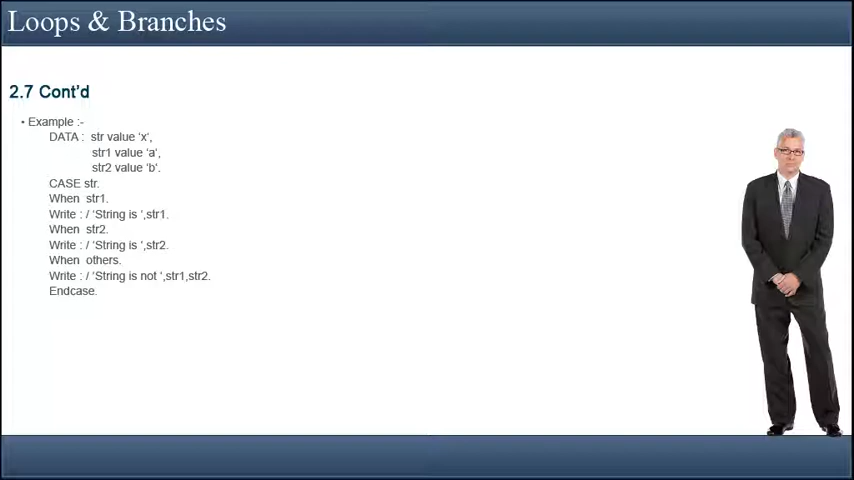 Loops & Branches
2.7 Cont'd
• Example :-
DATA : str value 'x',
str1 value 'a',
str2 value 'b'.
CASE str.
When str1.
Write : / 'String is ',str1.
When str2.
Write : / 'String is ',str2.
When others.
Write : / 'String is not ',str1,str2.
Endcase.